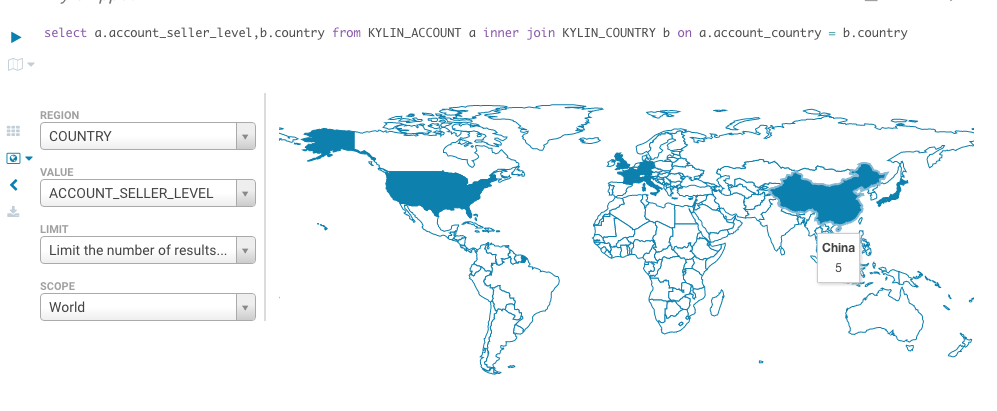 select a.account_seller_level,b.country from KYLIN_ACCOUNT a inner join KYLIN_COUNTRY b on a.account_country = b.country
REGION
COUNTRY
VALUE
ACCOUNT_SELLER_LEVEL
LIMIT
Limit the number of results...
SCOPE
World
China
5